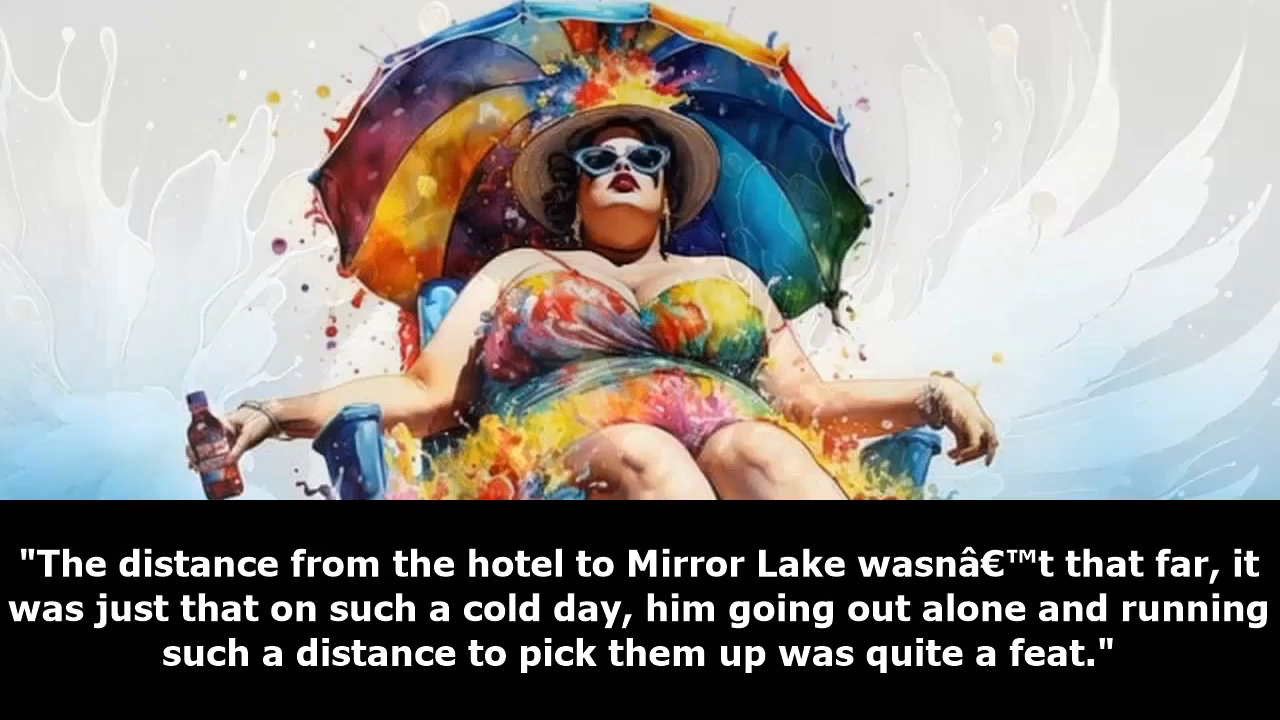 "The distance from the hotel to Mirror Lake wasnâ€™t that far, it
was just that on such a cold day, him going out alone and running
such a distance to pick them up was quite a feat."